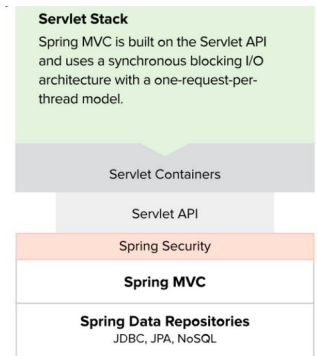 Servlet Stack
Spring MVC is built on the Servlet API
and uses a synchronous blocking I/O
architecture with a one-request-per-
thread model.
Servlet Containers
Servlet API
Spring Security
Spring MVC
Spring Data Repositories
JDBC, JPA, NoSQL